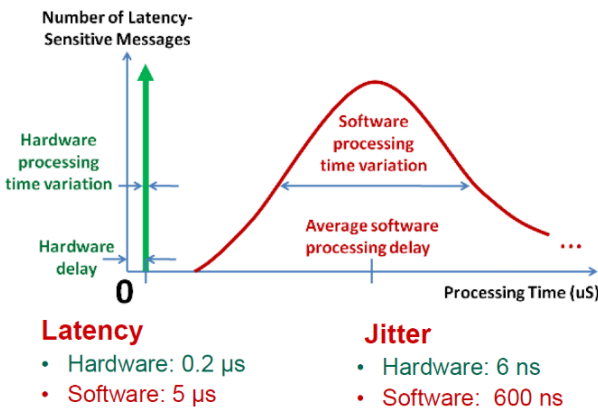 Number of Latency-
Sensitive Messages
Hardware
processing
time variation
Software
processing
time variation
Hardware
delay
Average software
processing delay
...
0
Processing Time (uS)
Latency
• Hardware: 0.2 µs
• Software: 5 µs
Jitter
• Hardware: 6 ns
• Software: 600 ns